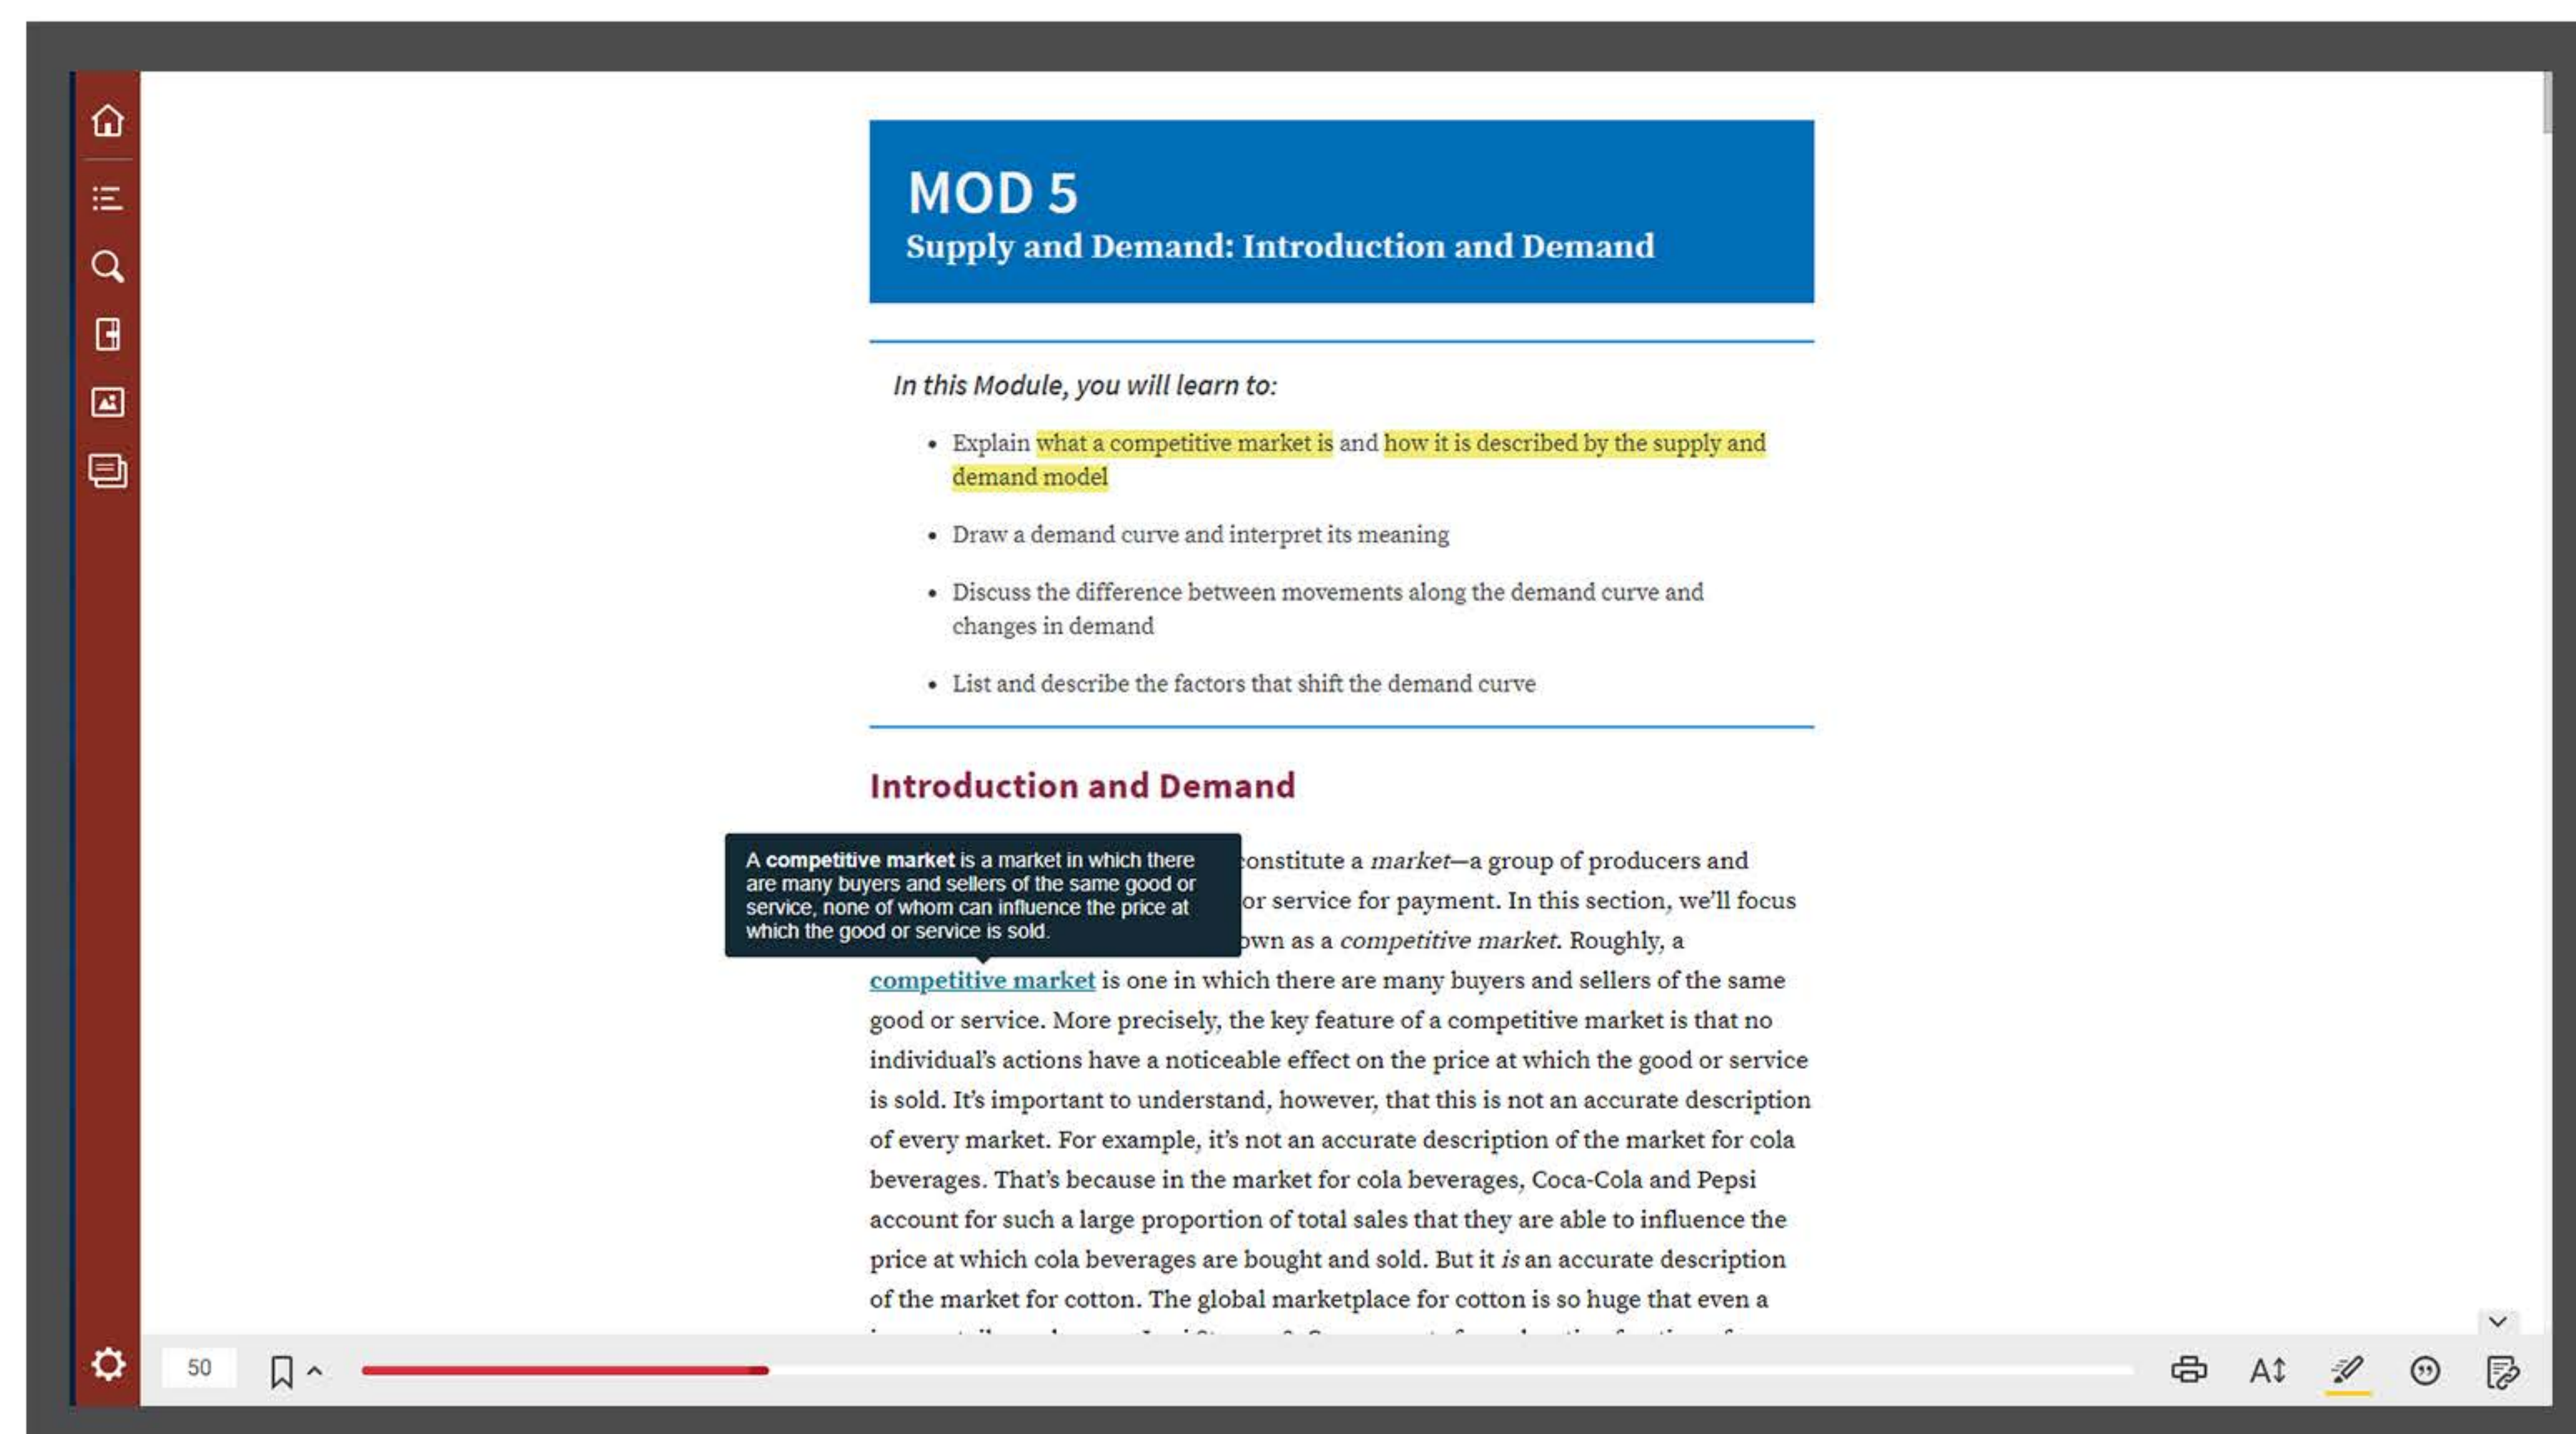 MOD 5
Supply and Demand: Introduction and Demand
In this Module, you will learn to:
• Explain what a competitive market is and how it is described by the supply and
demand model
• Draw a demand curve and interpret its meaning
• Discuss the difference between movements along the demand curve and
changes in demand
• List and describe the factors that shift the demand curve
Introduction and Demand
A competitive market is a market in which there
are many buyers and sellers of the same good or
service, none of whom can influence the price at
which the good or service is sold.
constitute a market—a group of producers and
or service for payment. In this section, we’ll focus
as a competitive market. Roughly, a
competitive market is one in which there are many buyers and sellers of the same
good or service. More precisely, the key feature of a competitive market is that no
individual’s actions have a noticeable effect on the price at which the good or service
is sold. It’s important to understand, however, that this is not an accurate description
of every market. For example, it’s not an accurate description of the market for cola
beverages. That’s because in the market for cola beverages, Coca-Cola and Pepsi
account for such a large proportion of total sales that they are able to influence the
price at which cola beverages are bought and sold. But it is an accurate description
of the market for cotton. The global marketplace for cotton is so huge that even a
50
A